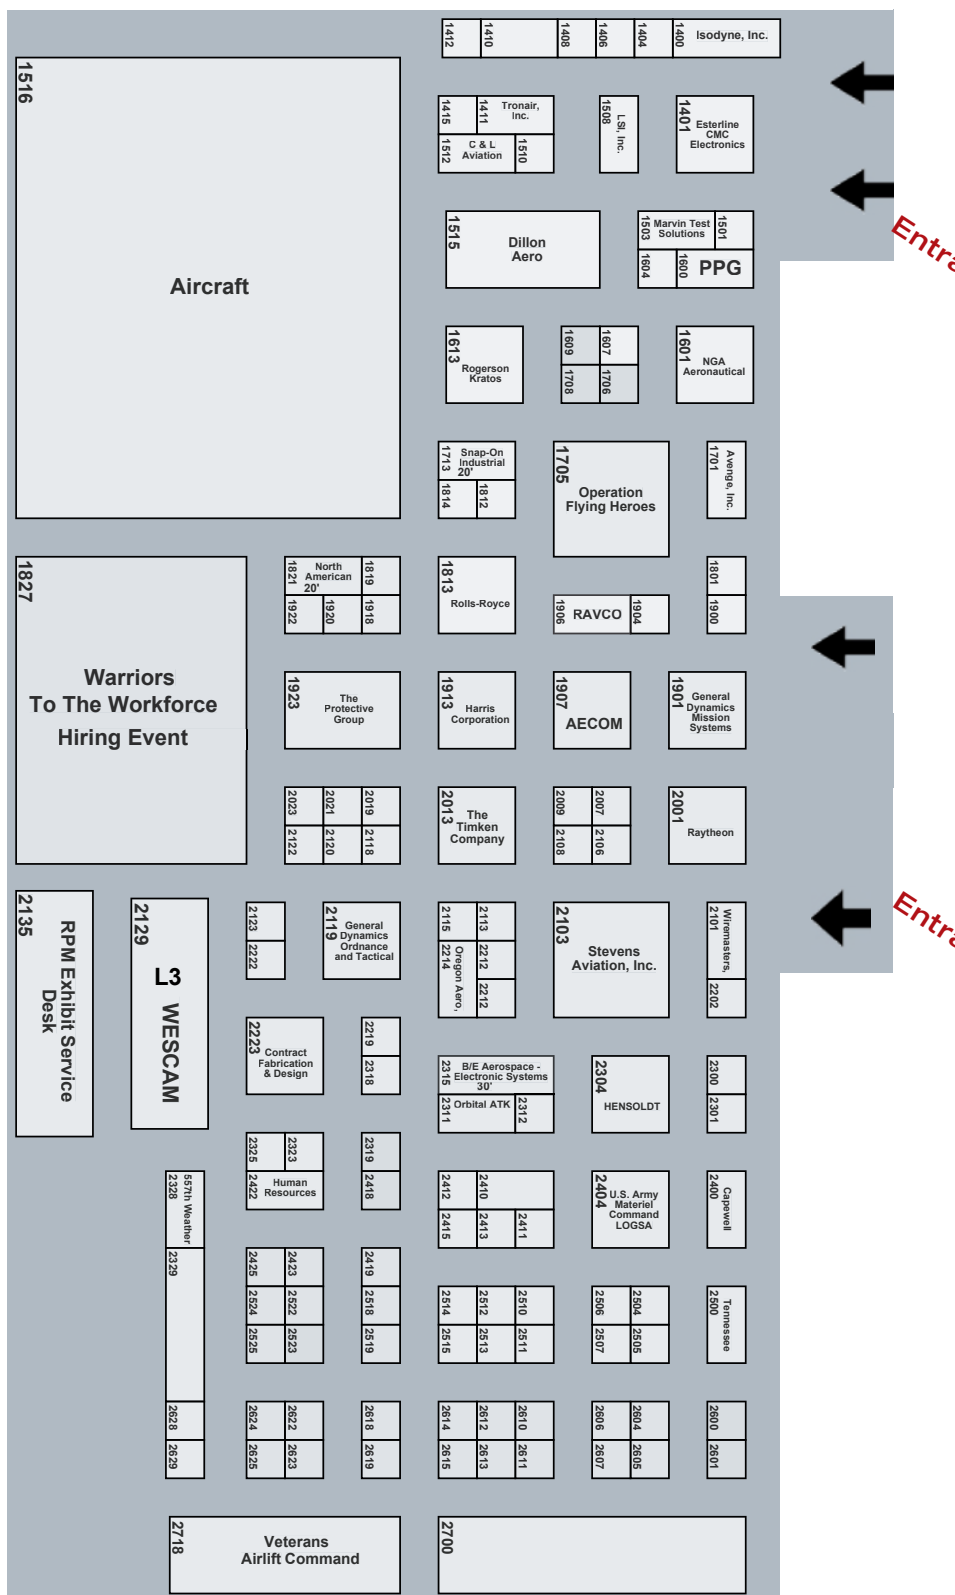 1412
1410
1408
1406
1404
1400
Isodyne, Inc.
1516
Aircraft
1415
1411
Tronair,
Inc.
1512
C & L
Aviation
1510
1508
LSI, Inc.
1401
Esterline
CMC
Electronics
1515
Dillon
Aero
1503
Marvin Test
Solutions
1501
1604
1600
PPG
Entra
1613
Rogerson
Kratos
1609
1607
1708
1706
1601
NGA
Aeronautical
1713
Snap-On
Industrial
20'
1814
1812
1705
Operation
Flying Heroes
1701
Avenge, Inc.
1827
Warriors
To The Workforce
Hiring Event
1821
North
American
20'
1819
1922
1920
1918
1813
Rolls-Royce
1906
RAVCO
1904
1801
1900
1923
The
Protective
Group
1913
Harris
Corporation
1907
AECOM
1901
General
Dynamics
Mission
Systems
2023
2021
2019
2122
2120
2118
2013
The
Timken
Company
2009
2007
2108
2106
2001
Raytheon
2135
RPM Exhibit Service
Desk
2129
L3
WESCAM
2123
2222
2119
General
Dynamics
Ordnance
and Tactical
2115
2113
2214
Oregon Aero,
2212
2212
2103
Stevens
Aviation, Inc.
2101
Wiremasters,
2202
Entra
2223
Contract
Fabrication
& Design
2219
2318
2315
B/E Aerospace -
Electronic Systems
30'
2311
Orbital ATK
2312
2304
HENSOLDT
2300
2301
2325
2323
2422
Human
Resources
2319
2418
2328
557th Weather
2329
2412
2410
2415
2413
2411
2404
U.S. Army
Materiel
Command
LOGSA
2400
Capewell
2425
2423
2524
2522
2525
2523
2419
2518
2519
2514
2512
2510
2515
2513
2511
2506
2504
2507
2505
2500
Tennessee
2628
2629
2624
2622
2625
2623
2618
2619
2614
2612
2610
2615
2613
2611
2606
2604
2607
2605
2600
2601
2718
Veterans
Airlift Command
2700